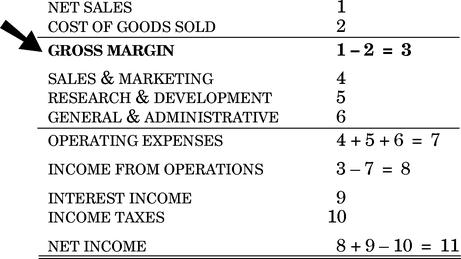 NET SALES 1
COST OF GOODS SOLD 2
GROSS MARGIN 1 – 2 = 3
SALES & MARKETING 4
RESEARCH & DEVELOPMENT 5
GENERAL & ADMINISTRATIVE 6
OPERATING EXPENSES 4 + 5 + 6 = 7
INCOME FROM OPERATIONS 3 – 7 = 8
INTEREST INCOME 9
INCOME TAXES 10
NET INCOME 8 + 9 – 10 = 11